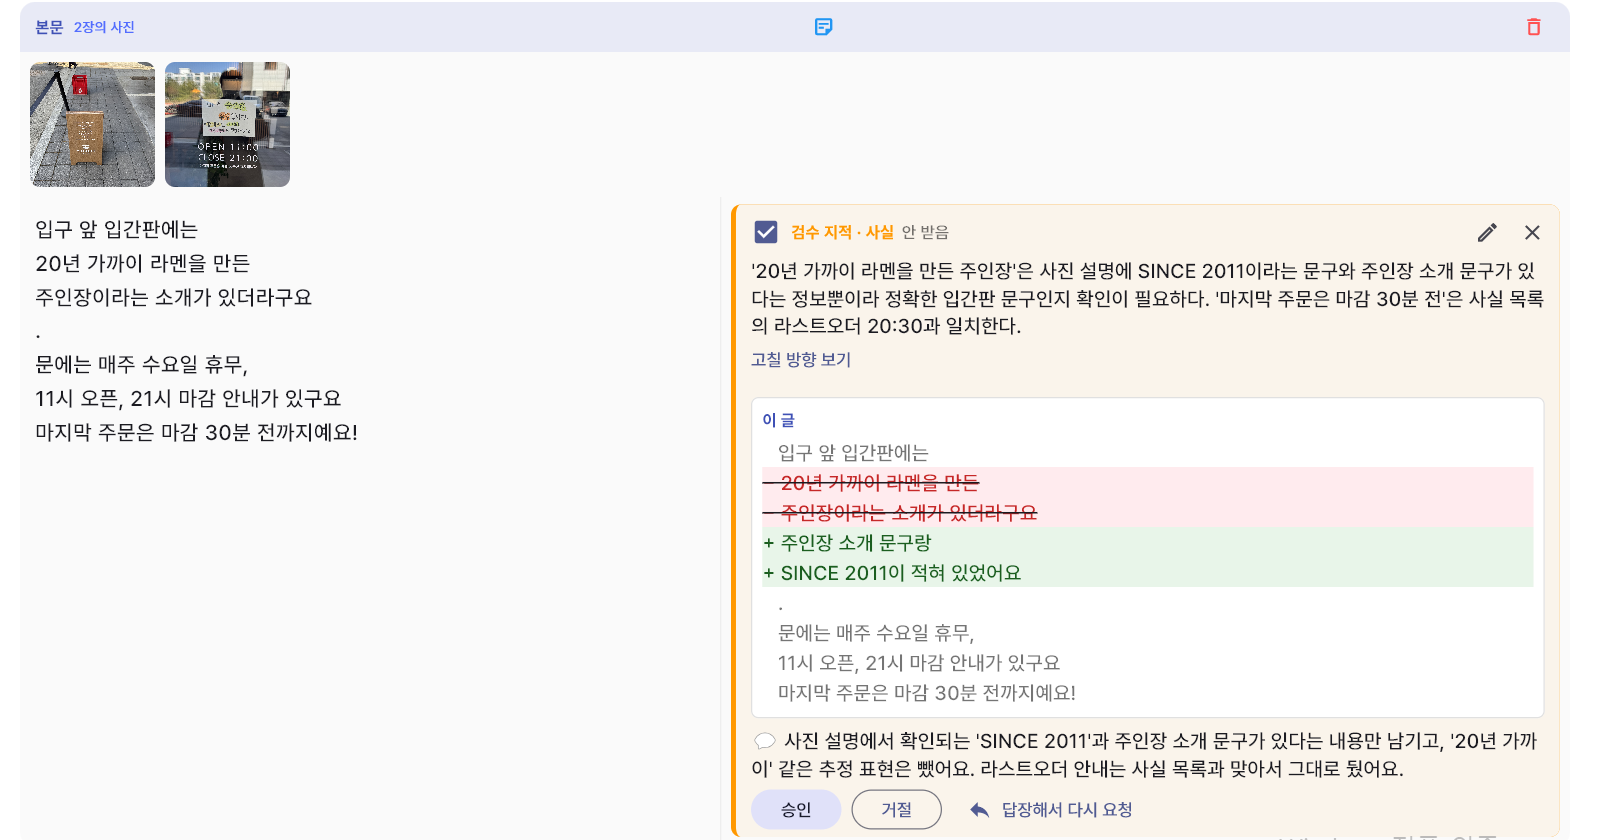 본문 2장의 사진
OPEN 11:00
CLOSE 21:00
입구 앞 입간판에는
20년 가까이 라멘을 만든
주인장이라는 소개가 있더라구요
.
문에는 매주 수요일 휴무,
11시 오픈, 21시 마감 안내가 있구요
마지막 주문은 마감 30분 전까지예요!
검수 지적 · 사실 안 받음
'20년 가까이 라멘을 만든 주인장'은 사진 설명에 SINCE 2011이라는 문구와 주인장 소개 문구가 있
다는 정보뿐이라 정확한 입간판 문구인지 확인이 필요하다. '마지막 주문은 마감 30분 전'은 사실 목록
의 라스트오더 20:30과 일치한다.
고칠 방향 보기
이 글
입구 앞 입간판에는
- 20년 가까이 라멘을 만든
- 주인장이라는 소개가 있더라구요
+ 주인장 소개 문구랑
+ SINCE 2011이 적혀 있었어요
.
문에는 매주 수요일 휴무,
11시 오픈, 21시 마감 안내가 있구요
마지막 주문은 마감 30분 전까지예요!
💬 사진 설명에서 확인되는 'SINCE 2011'과 주인장 소개 문구가 있다는 내용만 남기고, '20년 가까
이' 같은 추정 표현은 뺐어요. 라스트오더 안내는 사실 목록과 맞아서 그대로 뒀어요.
승인 거절 답장해서 다시 요청